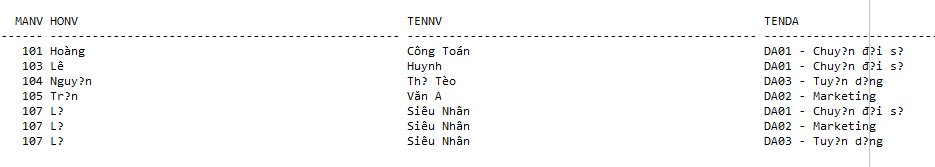 MANV HONV TENNV TENDA
101 Hoàng Công Toán DA01 - Chuy?n đ?i s?
103 Lê Huynh DA01 - Chuy?n đ?i s?
104 Nguy?n Th? Tèo DA03 - Tuy?n d?ng
105 Tr?n Văn A DA02 - Marketing
107 L? Siêu Nhân DA01 - Chuy?n đ?i s?
107 L? Siêu Nhân DA02 - Marketing
107 L? Siêu Nhân DA03 - Tuy?n d?ng